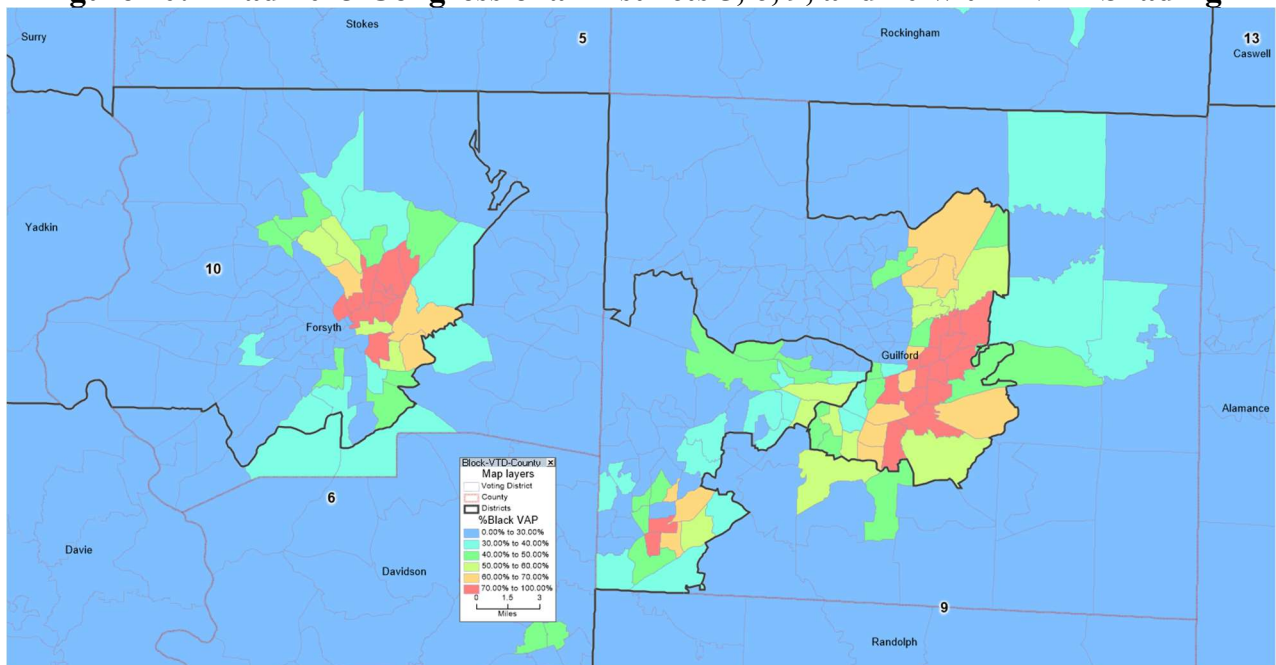 Stokes
Surry
5
Rockingham
13
Caswell
Yadkin
10
Forsyth
Guilford
Alamance
6
Davie
Davidson
9
Randolph
Block-VTD-County x
Map layers
Voting District
County
Districts
%Black VAP
0.00% to 30.00%
30.00% to 40.00%
40.00% to 50.00%
50.00% to 60.00%
60.00% to 70.00%
70.00% to 100.00%
0 1.5 3
Miles